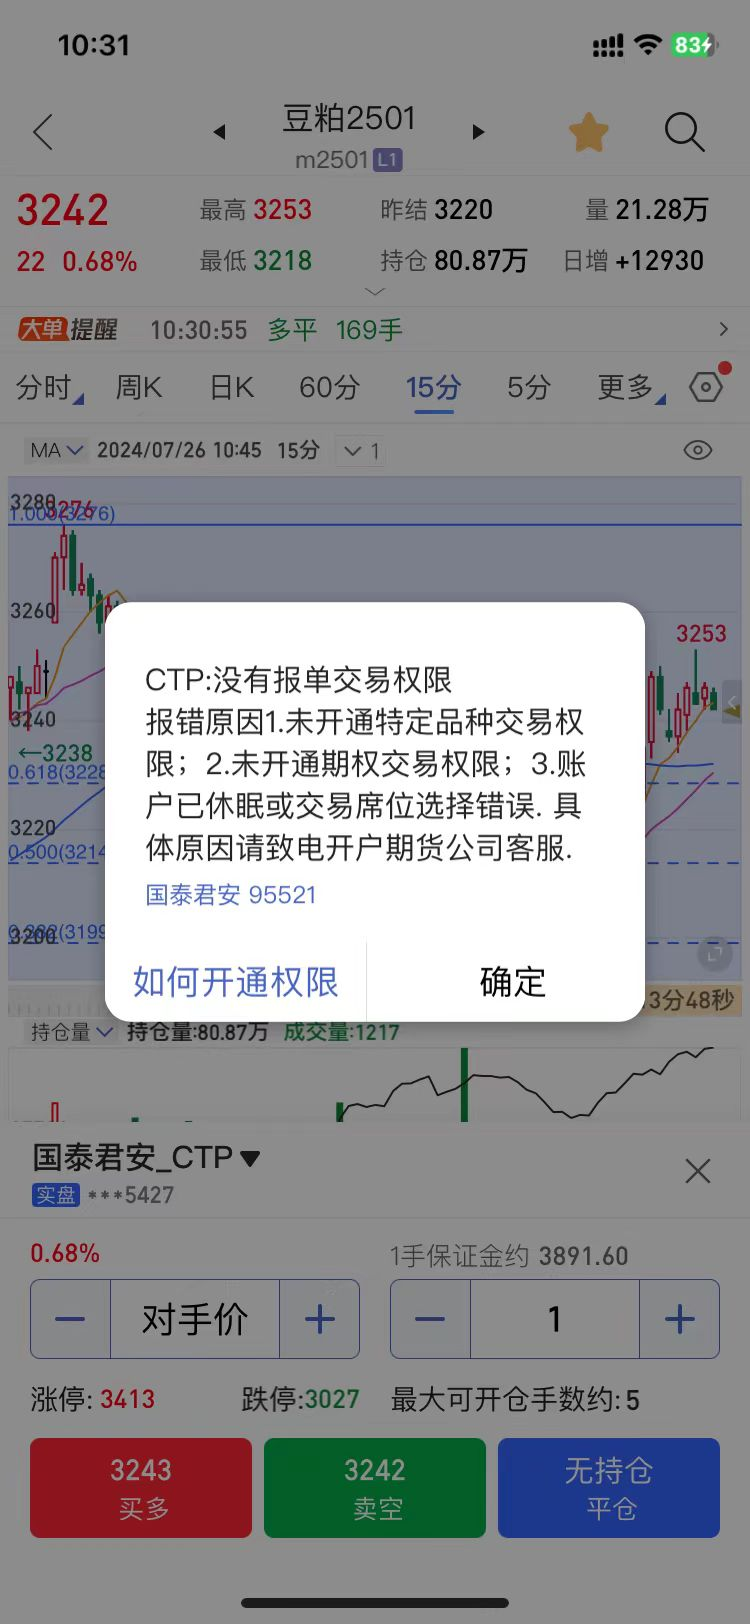 10:31
83
豆粕2501
m2501 L1
3242 最高 3253 昨结 3220 量 21.28万
22 0.68% 最低 3218 持仓 80.87万 日增 +12930
大单提醒 10:30:55 多平 169手
分时 周K 日K 60分 15分 5分 更多
MA 2024/07/26 10:45 15分 1
3280
3276
1.000(3276)
3260
3253
3240
←3238
0.618(3228
3220
0.500(3214
3200
0.382(3199
CTP:没有报单交易权限
报错原因1.未开通特定品种交易权
限；2.未开通期权交易权限；3.账
户已休眠或交易席位选择错误. 具
体原因请致电开户期货公司客服.
国泰君安 95521
如何开通权限 确定
3分48秒
持仓量 持仓量:80.87万 成交量:1217
国泰君安_CTP
实盘 ***5427
0.68% 1手保证金约 3891.60
对手价 1
涨停: 3413 跌停:3027 最大可开仓手数约: 5
3243 3242 无持仓
买多 卖空 平仓